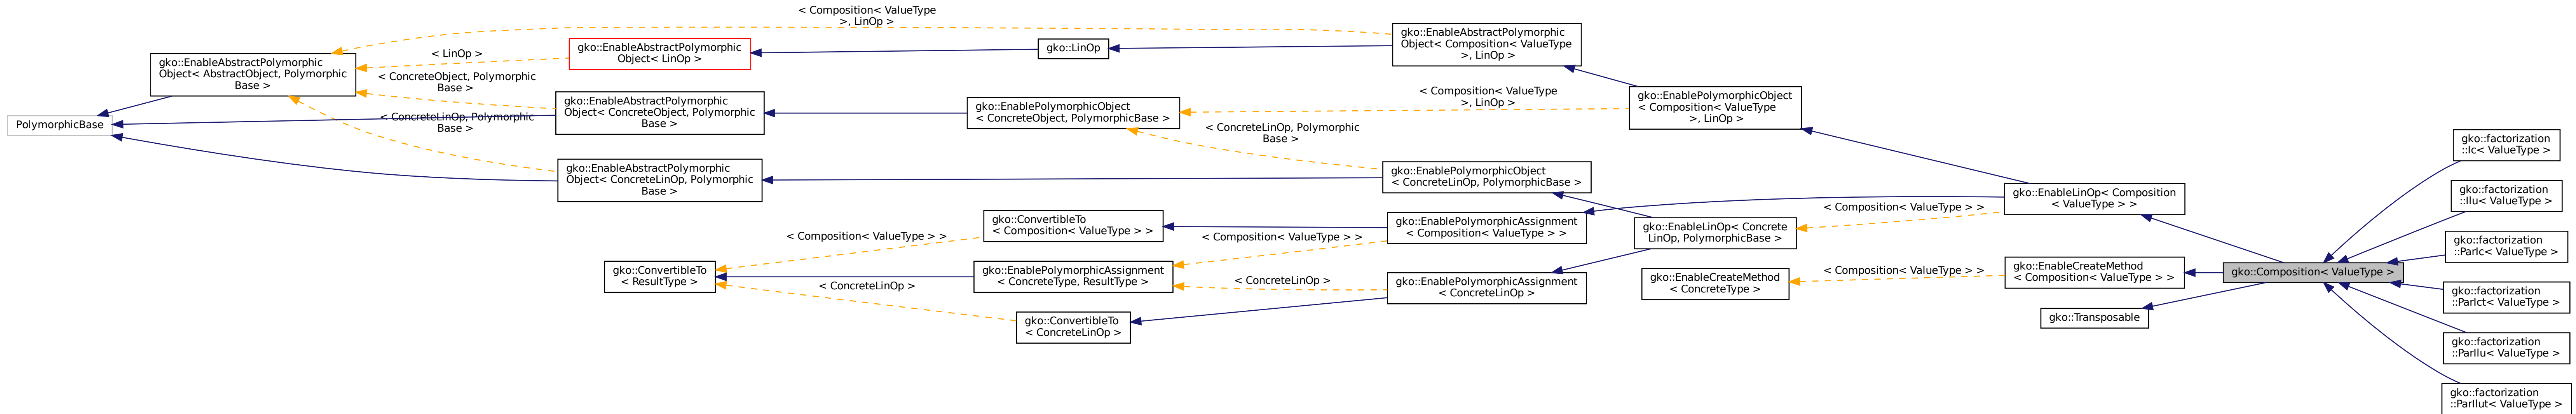 PolymorphicBase
gko::EnableAbstractPolymorphic
Object< AbstractObject, Polymorphic
Base >
< Composition< ValueType
>, LinOp >
< LinOp >
< ConcreteObject, Polymorphic
Base >
< ConcreteLinOp, Polymorphic
Base >
gko::EnableAbstractPolymorphic
Object< LinOp >
gko::EnableAbstractPolymorphic
Object< ConcreteObject, Polymorphic
Base >
gko::EnableAbstractPolymorphic
Object< ConcreteLinOp, Polymorphic
Base >
gko::ConvertibleTo
< ResultType >
< Composition< ValueType > >
< ConcreteLinOp >
gko::LinOp
gko::EnablePolymorphicObject
< ConcreteObject, PolymorphicBase >
gko::ConvertibleTo
< Composition< ValueType > >
gko::EnablePolymorphicAssignment
< ConcreteType, ResultType >
gko::ConvertibleTo
< ConcreteLinOp >
< Composition< ValueType
>, LinOp >
< ConcreteLinOp, Polymorphic
Base >
< Composition< ValueType > >
< ConcreteLinOp >
gko::EnableAbstractPolymorphic
Object< Composition< ValueType
>, LinOp >
gko::EnablePolymorphicObject
< ConcreteLinOp, PolymorphicBase >
gko::EnablePolymorphicAssignment
< Composition< ValueType > >
gko::EnablePolymorphicAssignment
< ConcreteLinOp >
gko::EnablePolymorphicObject
< Composition< ValueType
>, LinOp >
gko::EnableLinOp< Concrete
LinOp, PolymorphicBase >
gko::EnableCreateMethod
< ConcreteType >
< Composition< ValueType > >
< Composition< ValueType > >
gko::EnableLinOp< Composition
< ValueType > >
gko::EnableCreateMethod
< Composition< ValueType > >
gko::Transposable
gko::Composition< ValueType >
gko::factorization
::Ic< ValueType >
gko::factorization
::Ilu< ValueType >
gko::factorization
::ParIc< ValueType >
gko::factorization
::ParIct< ValueType >
gko::factorization
::ParIlu< ValueType >
gko::factorization
::ParIlut< ValueType >